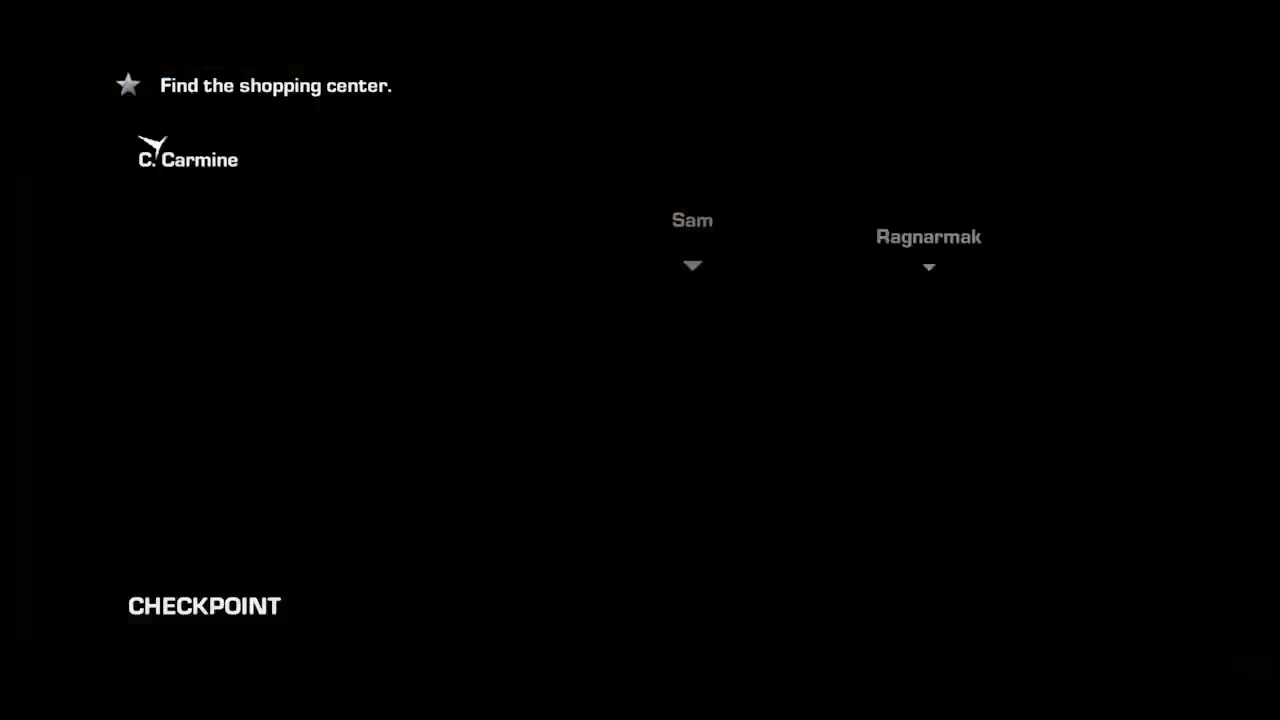 Find the shopping center.
C. Carmine
Sam
Ragnarmak
CHECKPOINT